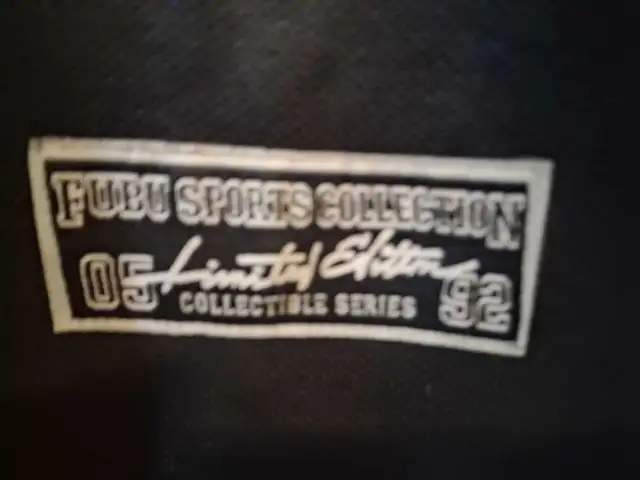 FUBU SPORTS COLLECTION
05 Limited Edition 92
COLLECTIBLE SERIES